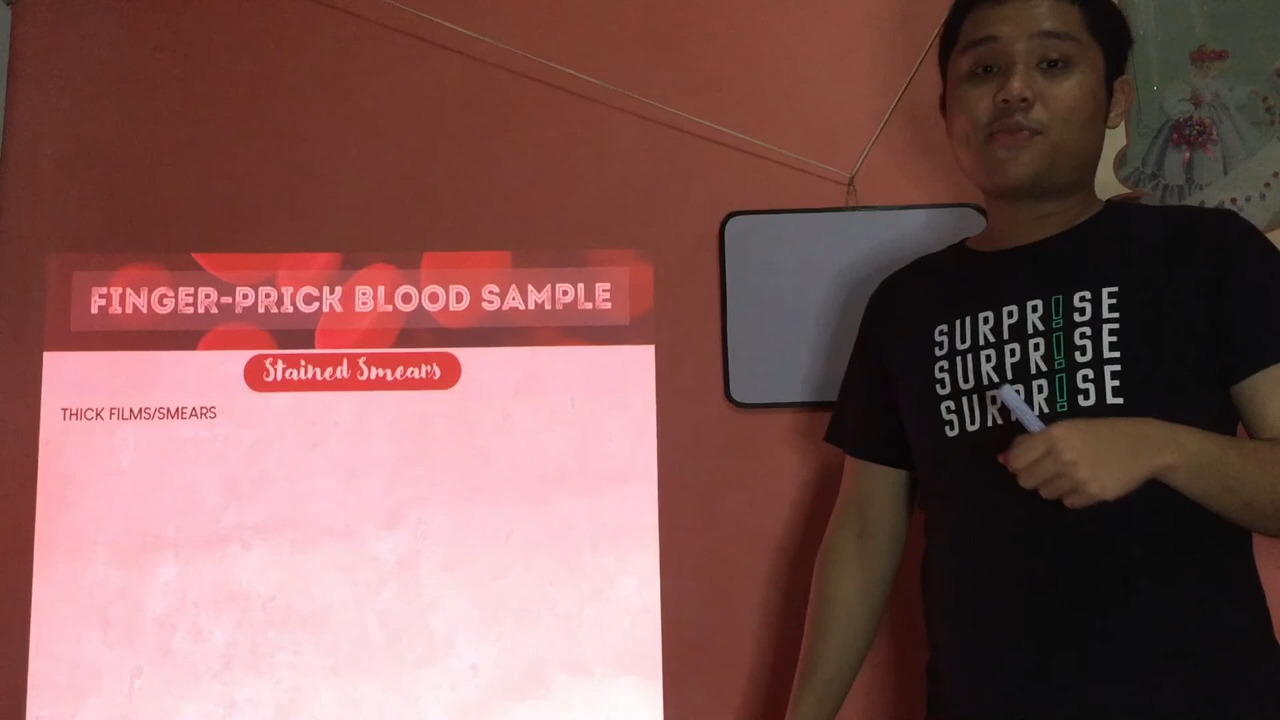 FINGER-PRICK BLOOD SAMPLE
Stained Smears
THICK FILMS/SMEARS
SURPR!SE
SURPR!SE
SURPR!SE